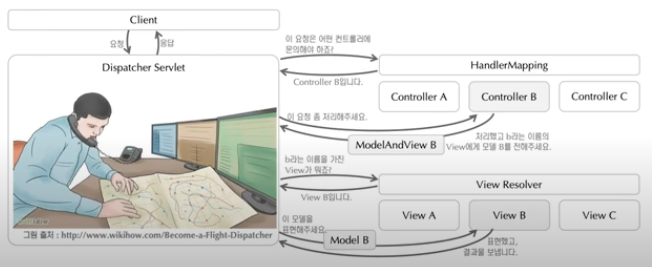 Client
요청
응답
Dispatcher Servlet
이 요청은 어떤 컨트롤러에
문의해야 하죠?
Controller B입니다.
HandlerMapping
Controller A
Controller B
Controller C
이 요청 좀 처리해주세요.
ModelAndView B
처리했고 b라는 이름의
View에게 모델 B를 전해주세요.
b라는 이름을 가진
View가 뭐죠?
View B입니다.
View Resolver
View A
View B
View C
이 모델을
표현해주세요.
Model B
표현했고,
결과을 보냅니다.
그림 출처 : http://www.wikihow.com/Become-a-Flight-Dispatcher